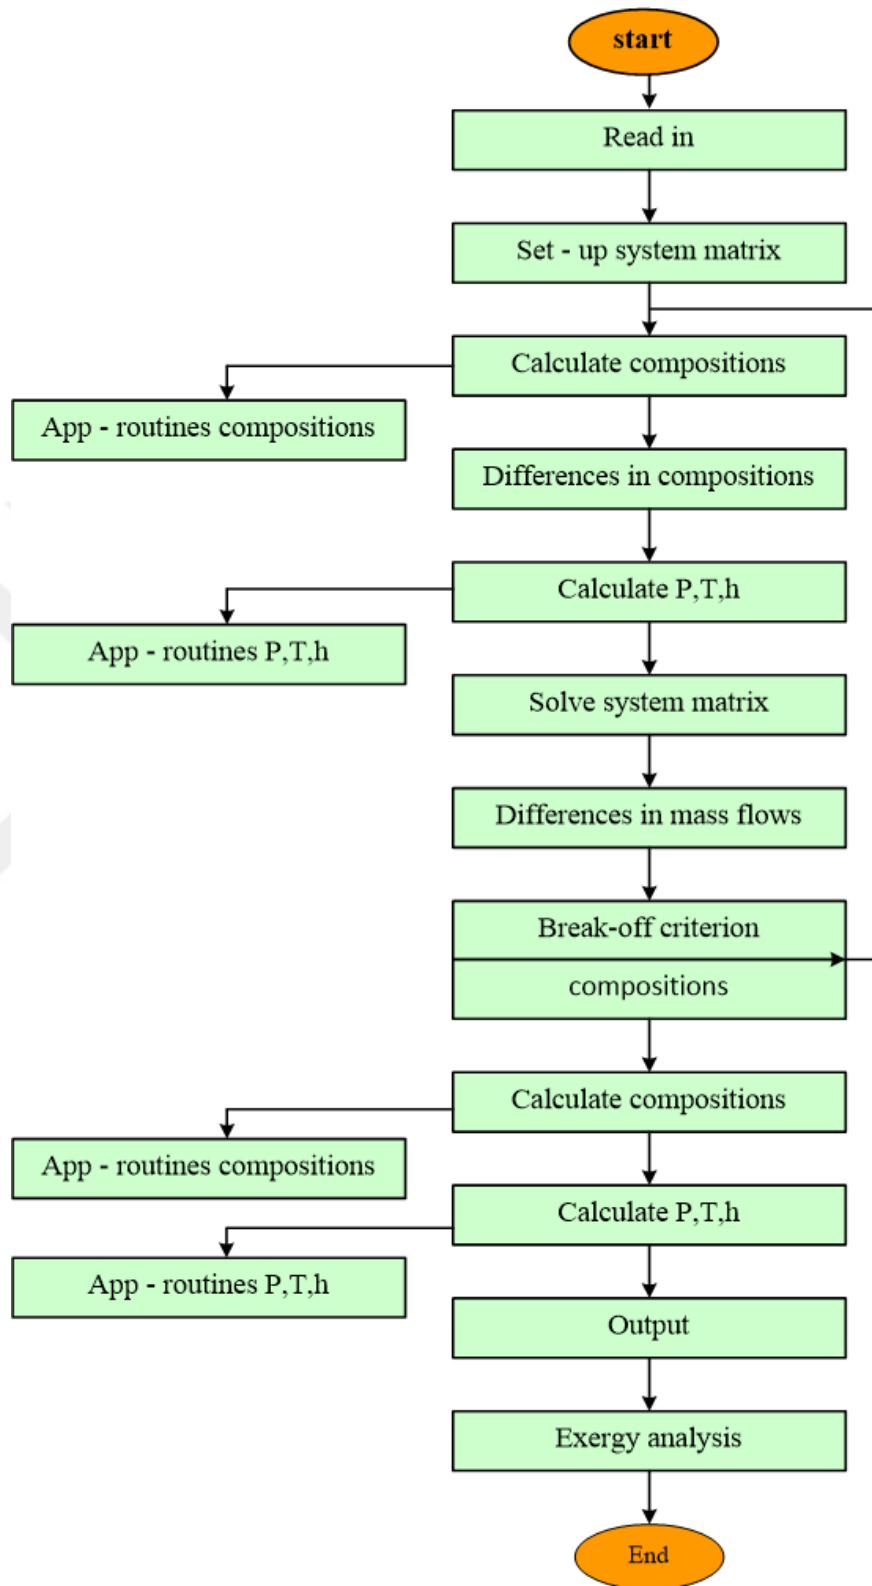 start
Read in
Set - up system matrix
Calculate compositions
App - routines compositions
Differences in compositions
Calculate P,T,h
App - routines P,T,h
Solve system matrix
Differences in mass flows
Break-off criterion
compositions
Calculate compositions
App - routines compositions
Calculate P,T,h
App - routines P,T,h
Output
Exergy analysis
End